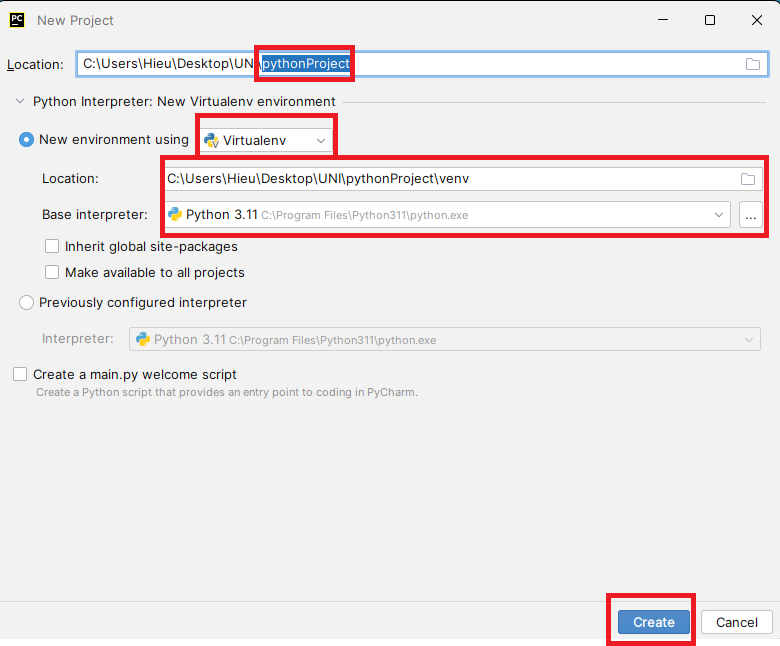 PC New Project
Location: C:\Users\Hieu\Desktop\UNI\pythonProject
Python Interpreter: New Virtualenv environment
New environment using Virtualenv
Location: C:\Users\Hieu\Desktop\UNI\pythonProject\venv
Base interpreter: Python 3.11 C:\Program Files\Python311\python.exe ...
Inherit global site-packages
Make available to all projects
Previously configured interpreter
Interpreter: Python 3.11 C:\Program Files\Python311\python.exe
Create a main.py welcome script
Create a Python script that provides an entry point to coding in PyCharm.
Create Cancel